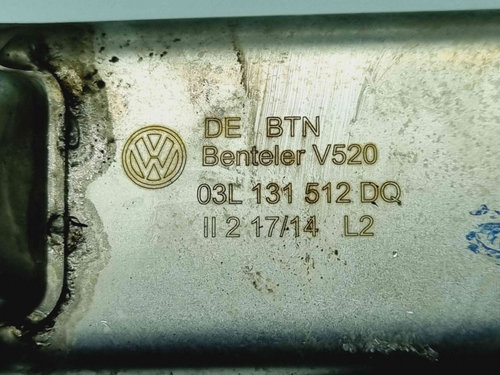 DE BTN
Benteler V520
03L 131 512 DQ
II 2 17/14 L2